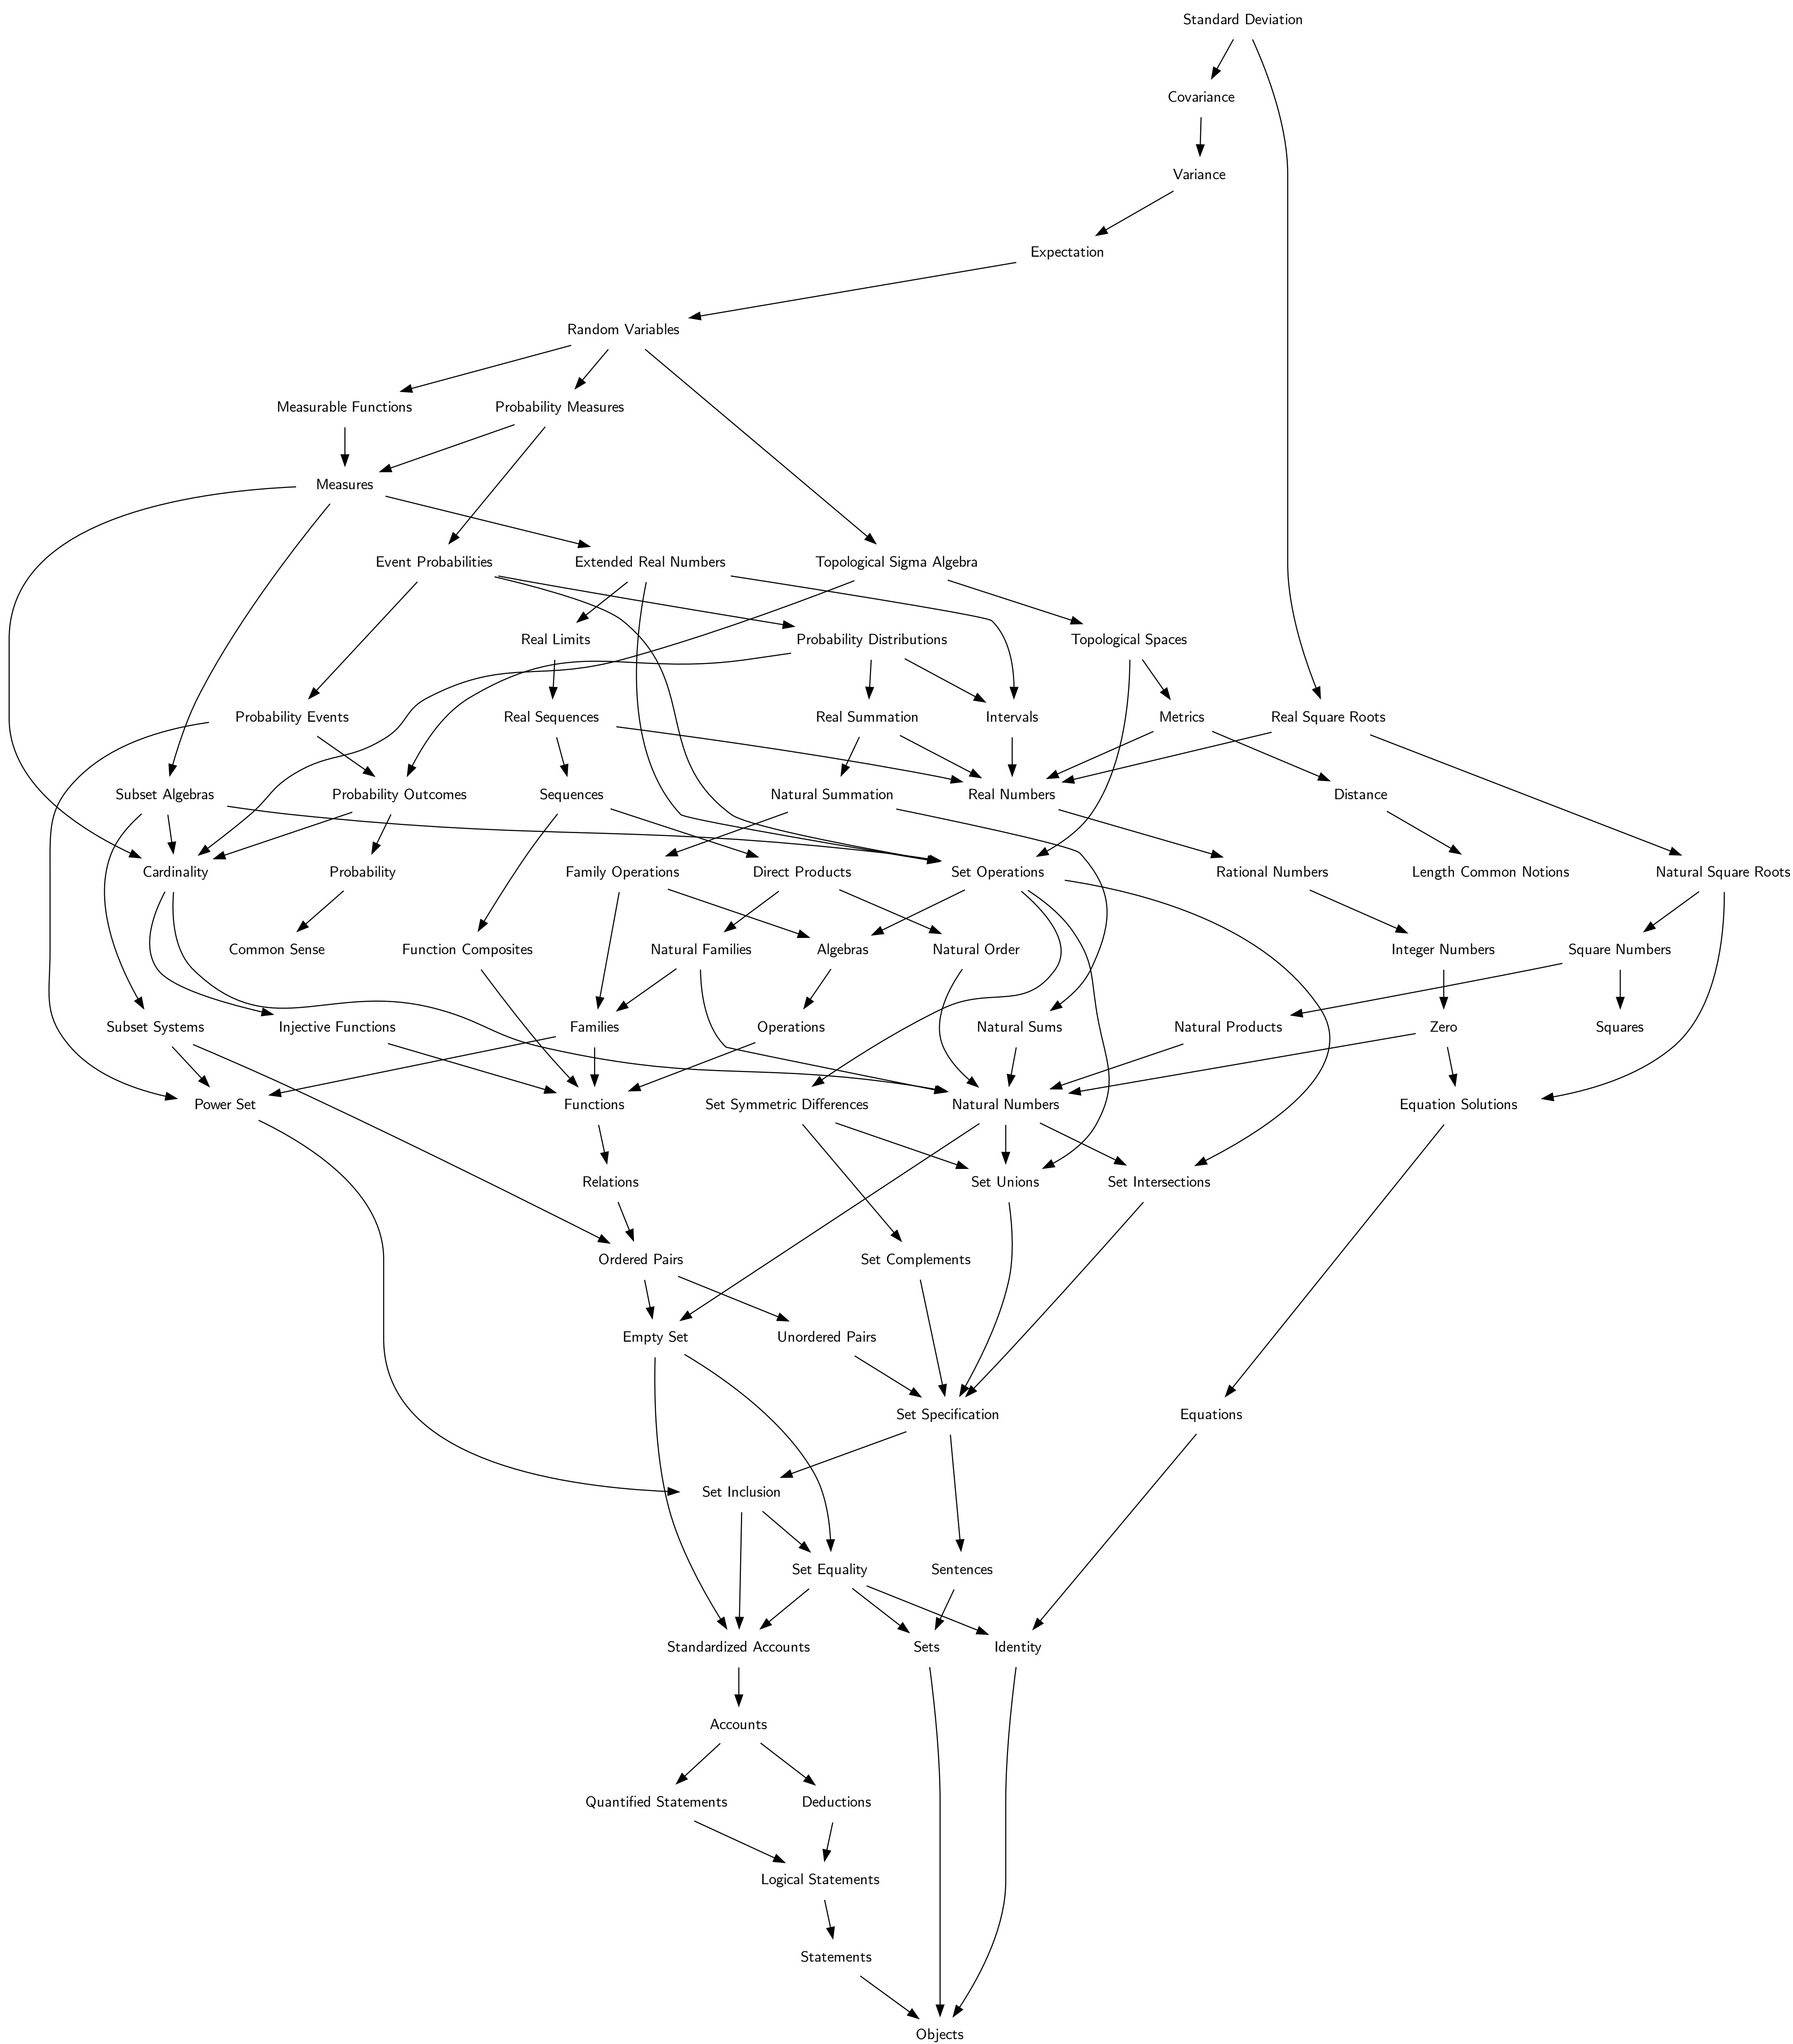 Standard Deviation
Covariance
Variance
Expectation
Random Variables
Measurable Functions
Probability Measures
Measures
Event Probabilities
Extended Real Numbers
Topological Sigma Algebra
Real Limits
Probability Distributions
Topological Spaces
Probability Events
Real Sequences
Real Summation
Intervals
Metrics
Real Square Roots
Subset Algebras
Probability Outcomes
Sequences
Natural Summation
Real Numbers
Distance
Cardinality
Probability
Family Operations
Direct Products
Set Operations
Rational Numbers
Length Common Notions
Natural Square Roots
Common Sense
Function Composites
Natural Families
Algebras
Natural Order
Integer Numbers
Square Numbers
Subset Systems
Injective Functions
Families
Operations
Natural Sums
Natural Products
Zero
Squares
Power Set
Functions
Set Symmetric Differences
Natural Numbers
Equation Solutions
Relations
Set Unions
Set Intersections
Ordered Pairs
Set Complements
Empty Set
Unordered Pairs
Set Specification
Equations
Set Inclusion
Set Equality
Sentences
Standardized Accounts
Sets
Identity
Accounts
Quantified Statements
Deductions
Logical Statements
Statements
Objects